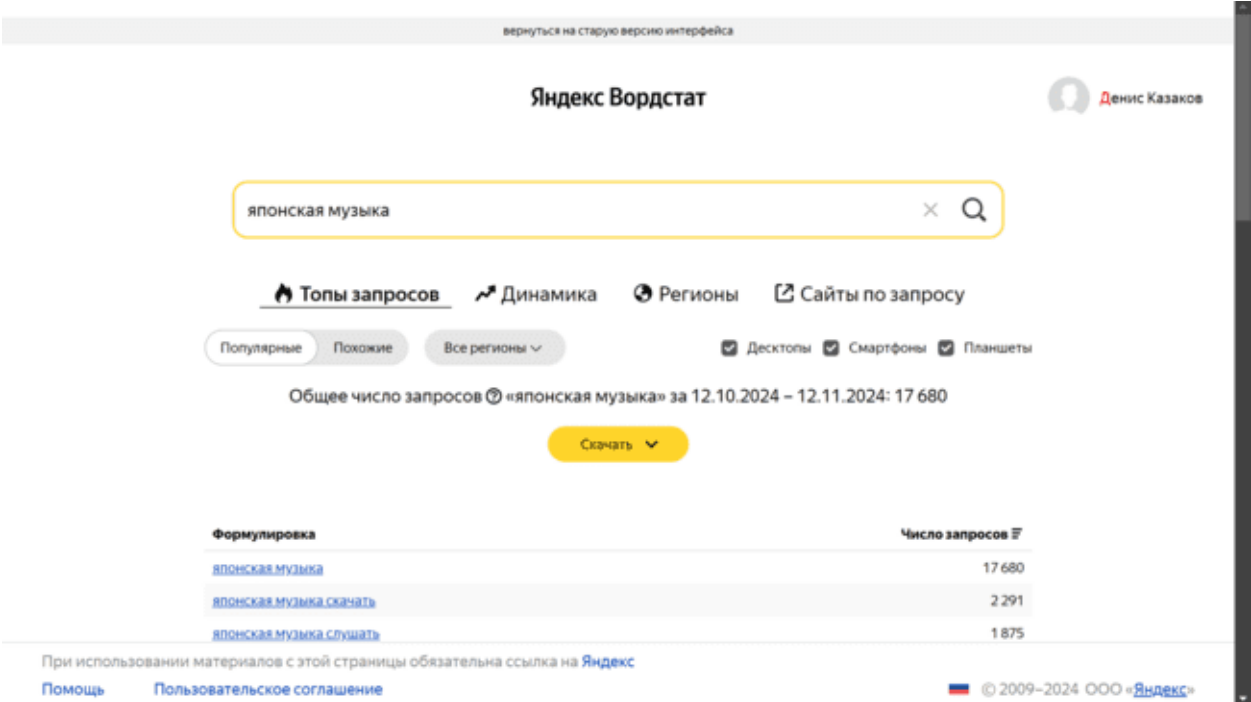 вернуться на старую версию интерфейса
Яндекс Вордстат
Денис Казаков
японская музыка
Топы запросов Динамика Регионы Сайты по запросу
Популярные Похожие Все регионы Десктопы Смартфоны Планшеты
Общее число запросов «японская музыка» за 12.10.2024 – 12.11.2024: 17 680
Скачать
Формулировка Число запросов
японская музыка 17 680
японская музыка скачать 2 291
японская музыка слушать 1 875
При использовании материалов с этой страницы обязательна ссылка на Яндекс
Помощь Пользовательское соглашение © 2009–2024 ООО «Яндекс»